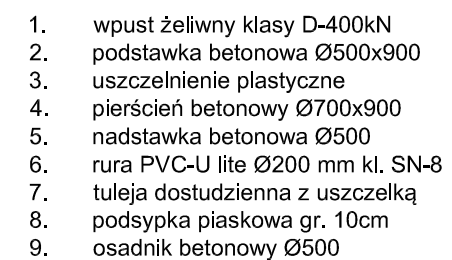 1. wpust żeliwny klasy D-400kN
2. podstawka betonowa Ø500x900
3. uszczelnienie plastyczne
4. pierścień betonowy Ø700x900
5. nadstawka betonowa Ø500
6. rura PVC-U lite Ø200 mm kl. SN-8
7. tuleja dostudzienna z uszczelką
8. podsypka piaskowa gr. 10cm
9. osadnik betonowy Ø500